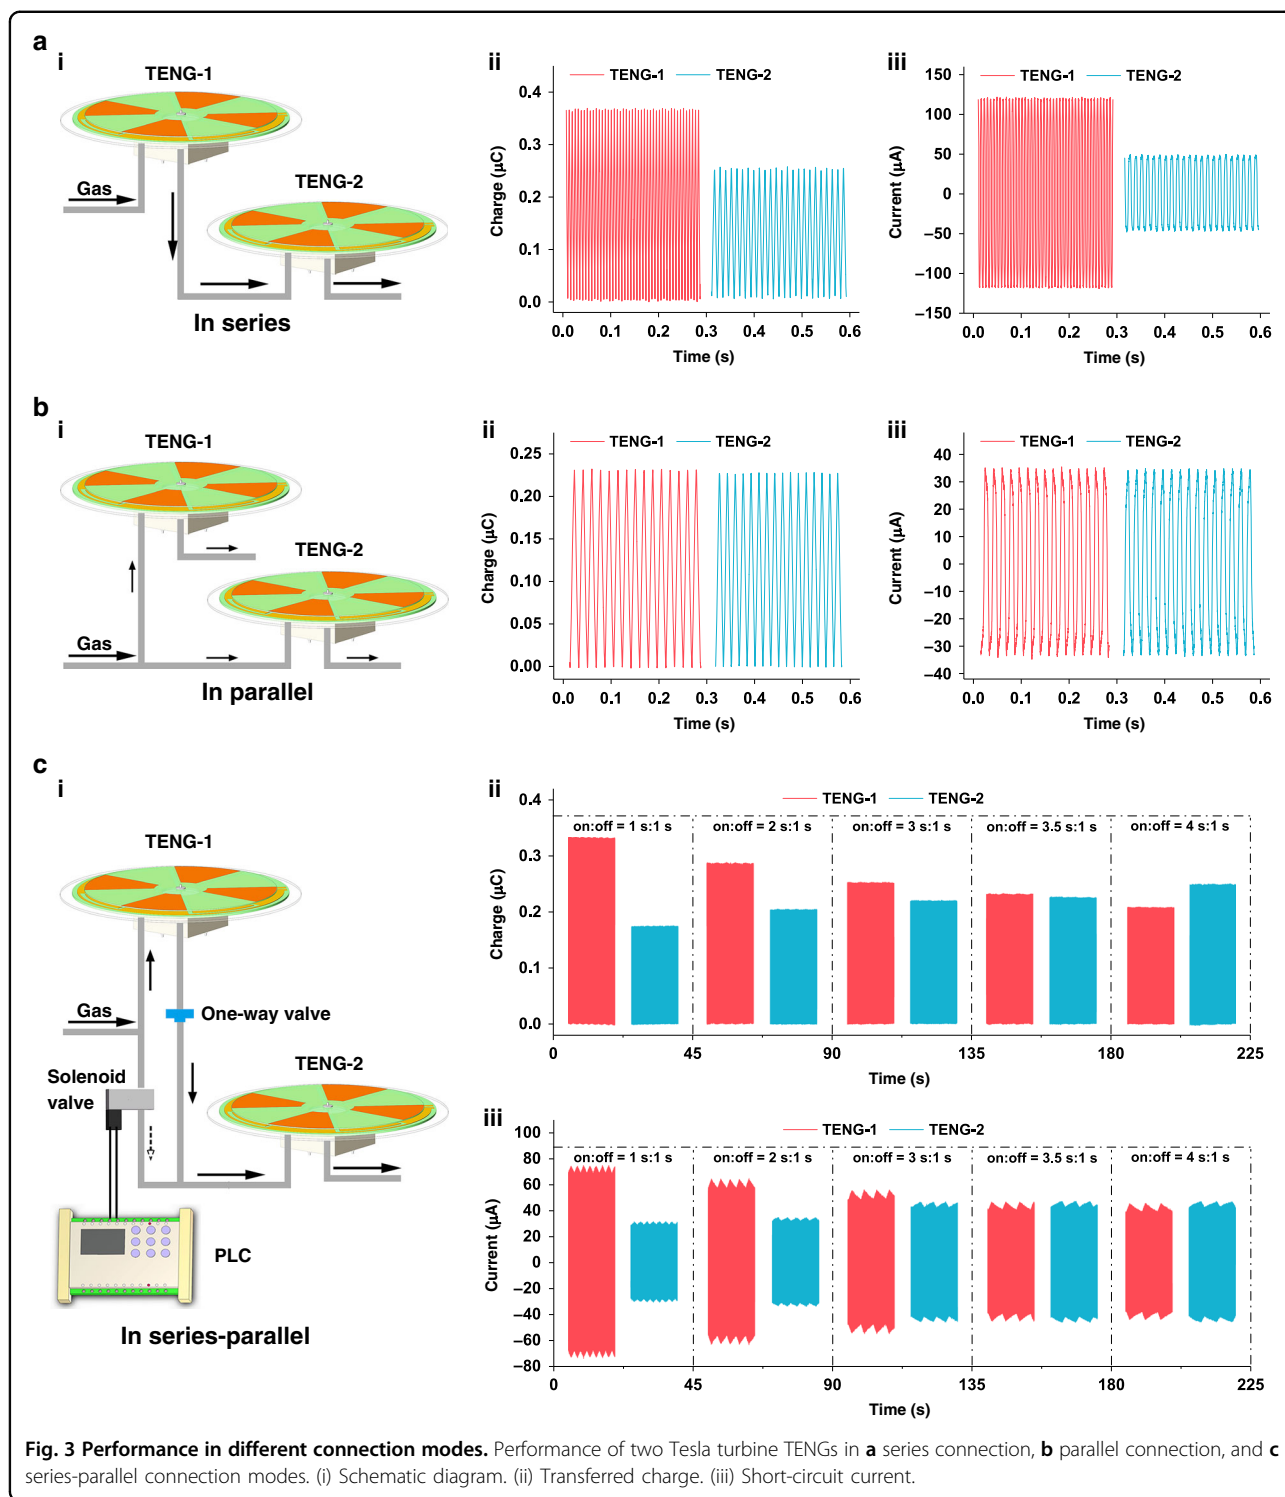 a
i
TENG-1
Gas
TENG-2
In series
ii
TENG-1 TENG-2
0.4
0.3
0.2
0.1
0.0
Charge (μC)
0.0 0.1 0.2 0.3 0.4 0.5 0.6
Time (s)
iii
TENG-1 TENG-2
150
100
50
0
−50
−100
−150
Current (μA)
0.0 0.1 0.2 0.3 0.4 0.5 0.6
Time (s)
b
i
TENG-1
TENG-2
Gas
In parallel
ii
TENG-1 TENG-2
0.25
0.20
0.15
0.10
0.05
0.00
Charge (μC)
0.0 0.1 0.2 0.3 0.4 0.5 0.6
Time (s)
iii
TENG-1 TENG-2
40
30
20
10
0
−10
−20
−30
−40
Current (μA)
0.0 0.1 0.2 0.3 0.4 0.5 0.6
Time (s)
c
i
TENG-1
Gas
One-way valve
TENG-2
Solenoid
valve
PLC
In series-parallel
ii
TENG-1 TENG-2
on:off = 1 s:1 s on:off = 2 s:1 s on:off = 3 s:1 s on:off = 3.5 s:1 s on:off = 4 s:1 s
0.4
0.3
0.2
0.1
0.0
Charge (μC)
0 45 90 135 180 225
Time (s)
iii
TENG-1 TENG-2
on:off = 1 s:1 s on:off = 2 s:1 s on:off = 3 s:1 s on:off = 3.5 s:1 s on:off = 4 s:1 s
100
80
60
40
20
0
−20
−40
−60
−80
Current (μA)
0 45 90 135 180 225
Time (s)
Fig. 3 Performance in different connection modes. Performance of two Tesla turbine TENGs in a series connection, b parallel connection, and c
series-parallel connection modes. (i) Schematic diagram. (ii) Transferred charge. (iii) Short-circuit current.